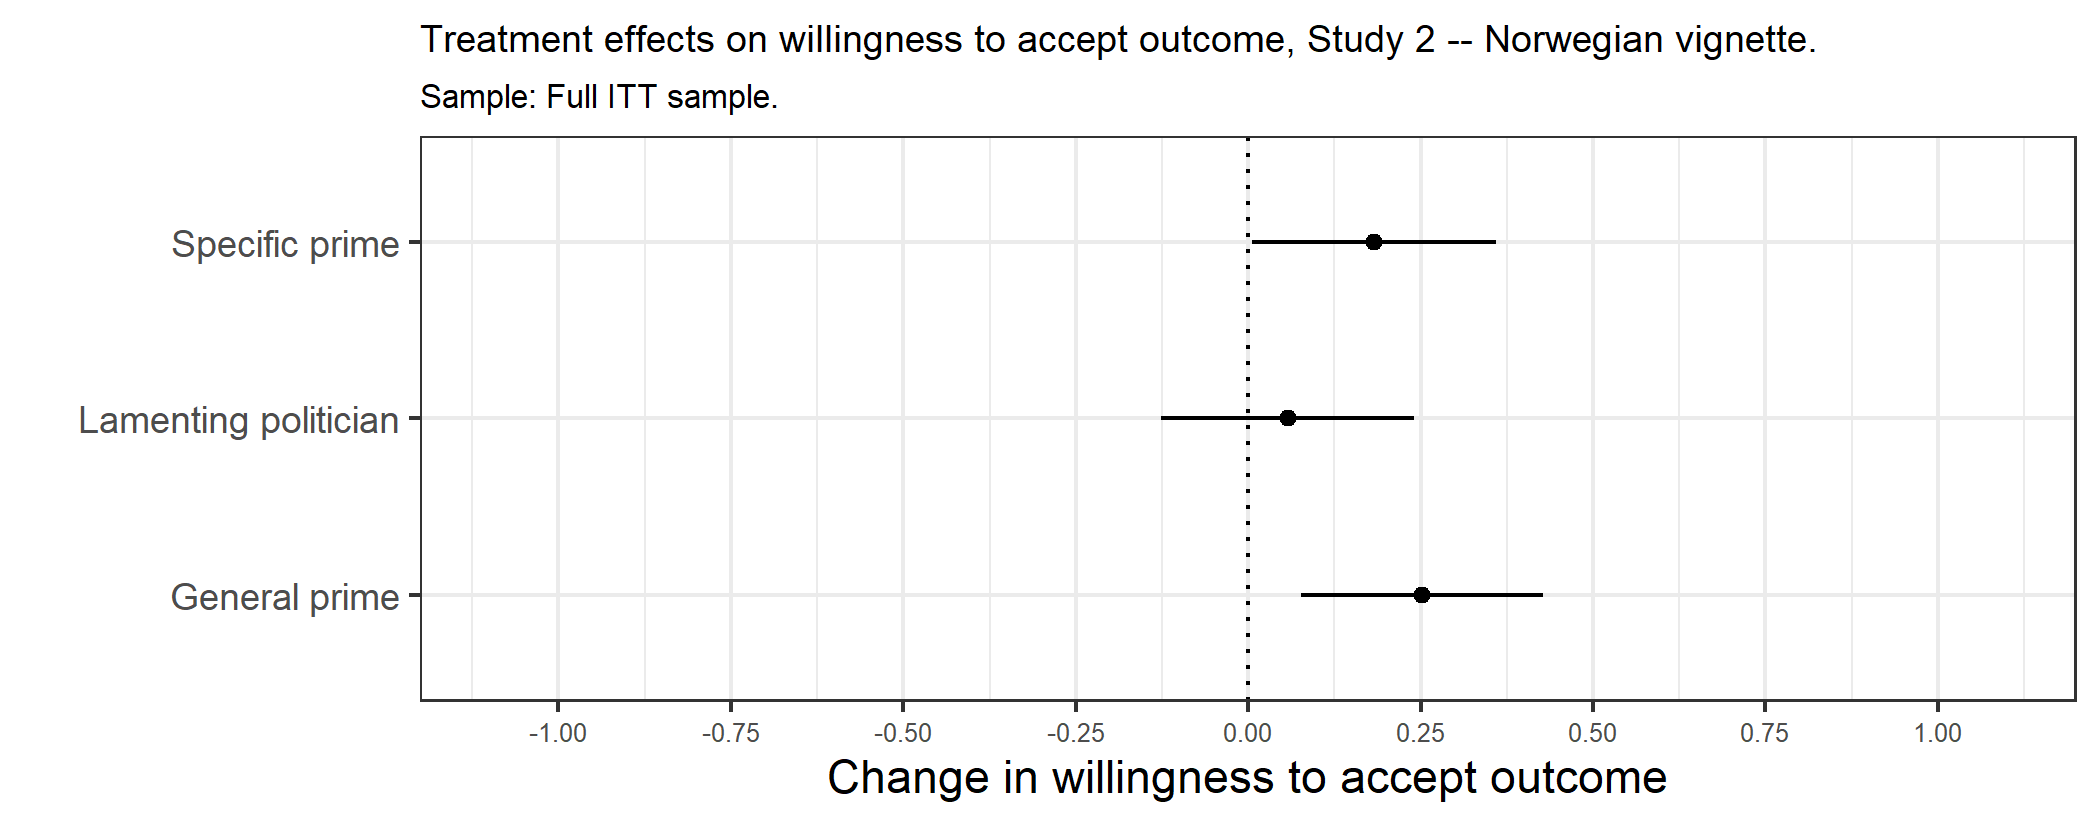 Treatment effects on willingness to accept outcome, Study 2 -- Norwegian vignette.
Sample: Full ITT sample.
Specific prime
Lamenting politician
General prime
-1.00 -0.75 -0.50 -0.25 0.00 0.25 0.50 0.75 1.00
Change in willingness to accept outcome